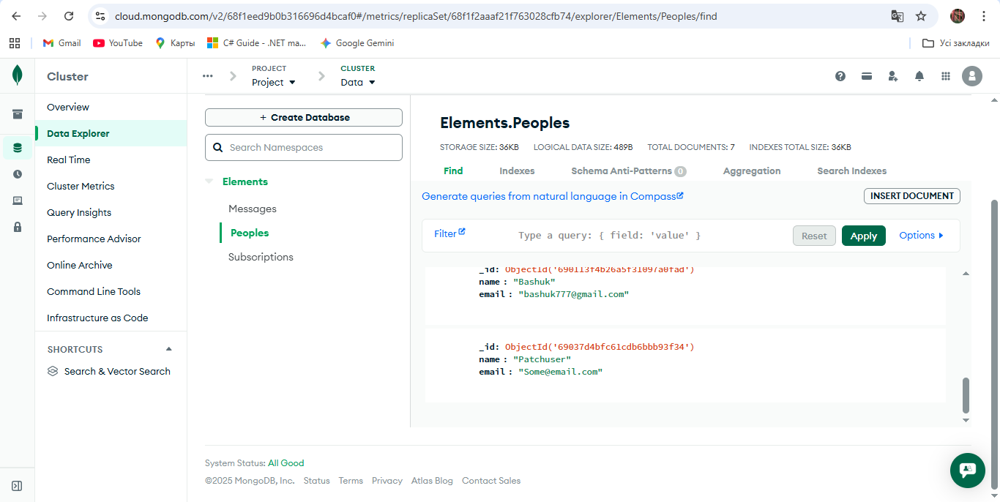 cloud.mongodb.com/v2/68f1eed9b0b316696d4bcaf0#/metrics/replicaSet/68f1f2aaaf21f763028cfb74/explorer/Elements/Peoples/find
Gmail YouTube Карты C# Guide - .NET ma... Google Gemini Усі закладки
Cluster
PROJECT
Project
CLUSTER
Data
Overview
Data Explorer
Real Time
Cluster Metrics
Query Insights
Performance Advisor
Online Archive
Command Line Tools
Infrastructure as Code
SHORTCUTS
Search & Vector Search
+ Create Database
Search Namespaces
Elements
Messages
Peoples
Subscriptions
Elements.Peoples
STORAGE SIZE: 36KB LOGICAL DATA SIZE: 489B TOTAL DOCUMENTS: 7 INDEXES TOTAL SIZE: 36KB
Find Indexes Schema Anti-Patterns 0 Aggregation Search Indexes
Generate queries from natural language in Compass
INSERT DOCUMENT
Filter Type a query: { field: 'value' } Reset Apply Options
_id: ObjectId('690113f4b26a5f31097a0fad')
name : "Bashuk"
email : "bashuk777@gmail.com"
_id: ObjectId('69037d4bfc61cdb6bbb93f34')
name : "Patchuser"
email : "Some@email.com"
System Status: All Good
©2025 MongoDB, Inc. Status Terms Privacy Atlas Blog Contact Sales